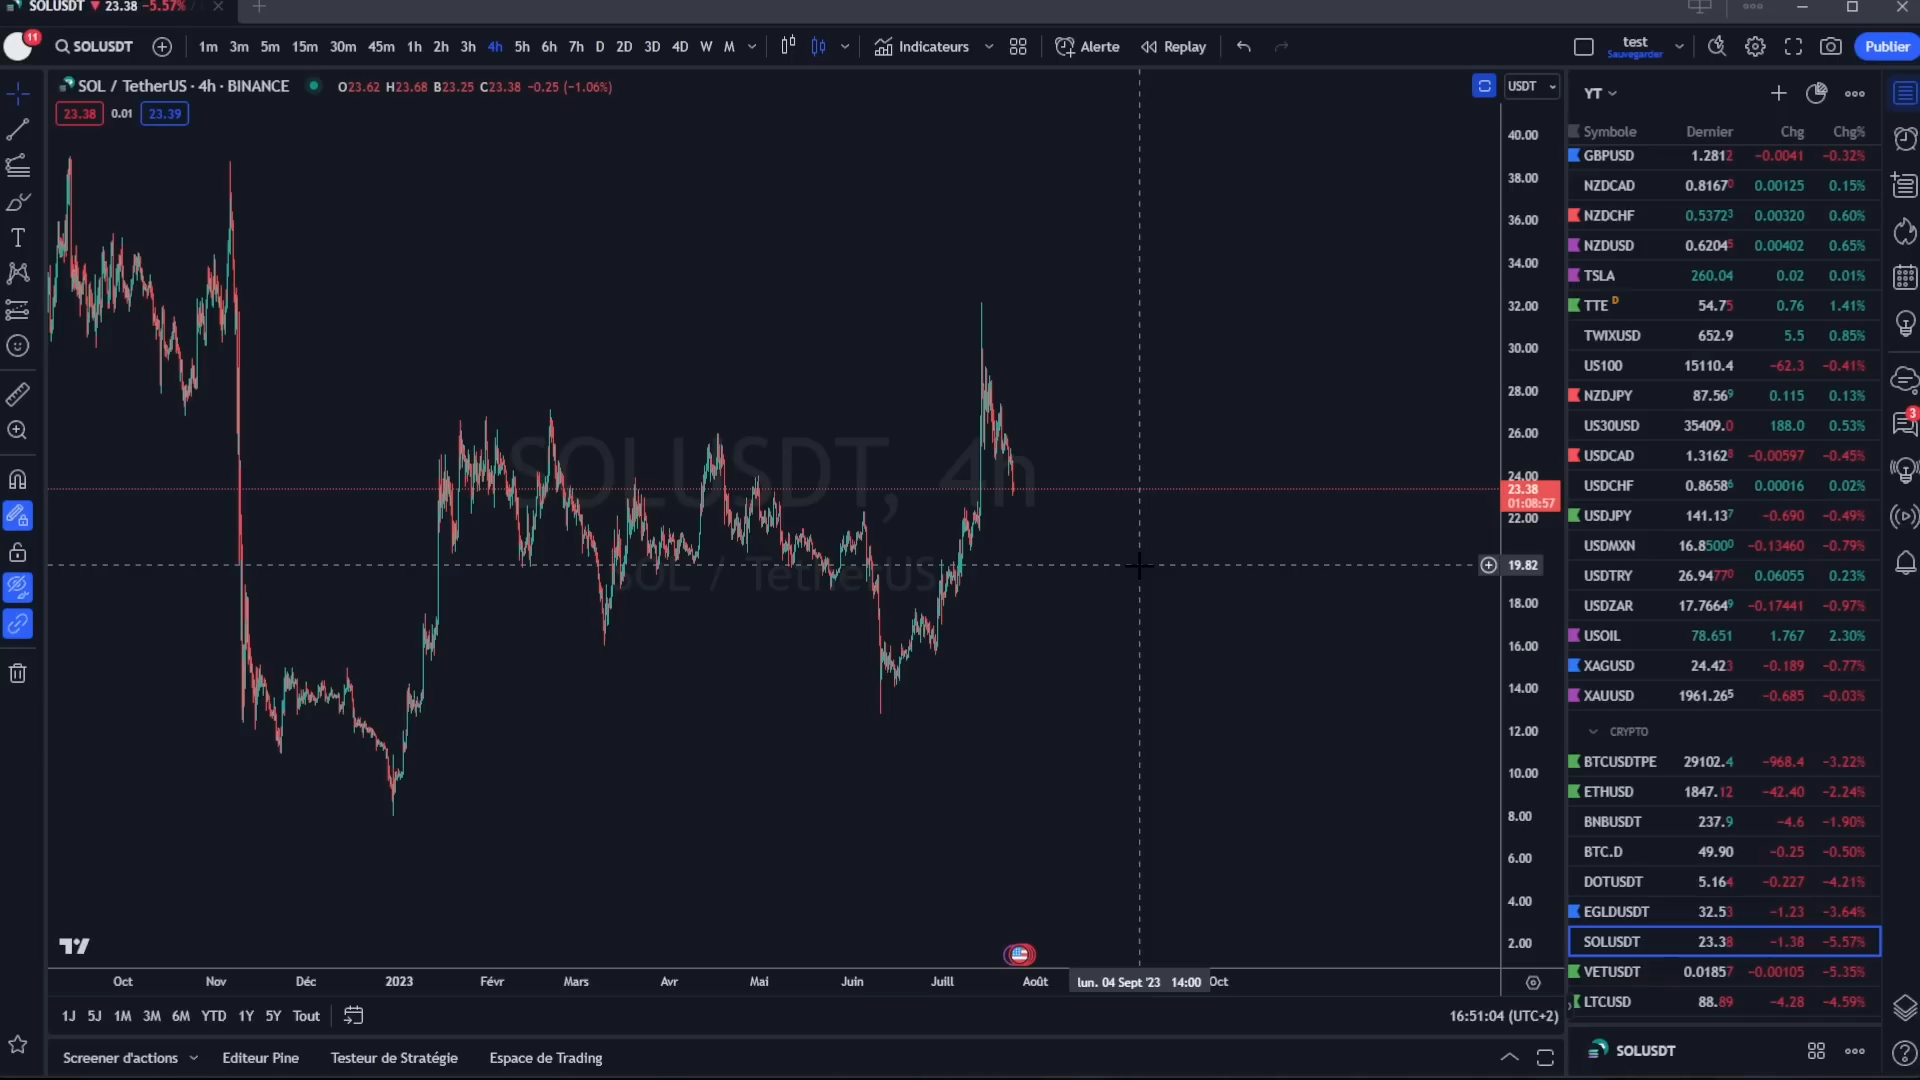 SOLUSDT ▼ 23.38 −5.57% /
11 SOLUSDT 1m 3m 5m 15m 30m 45m 1h 2h 3h 4h 5h 6h 7h D 2D 3D 4D W M Indicateurs Alerte Replay test Sauvegarder Publier
SOL / TetherUS · 4h · BINANCE O23.62 H23.68 B23.25 C23.38 −0.25 (−1.06%)
USDT
23.38 0.01 23.39
SOLUSDT, 4h
SOL / TetherUS
40.00
38.00
36.00
34.00
32.00
30.00
28.00
26.00
24.00
23.38
01:08:57
22.00
19.82
18.00
16.00
14.00
12.00
10.00
8.00
6.00
4.00
2.00
Oct Nov Déc 2023 Févr Mars Avr Mai Juin Juill Août lun. 04 Sept '23 14:00 Oct
1J 5J 1M 3M 6M YTD 1Y 5Y Tout 16:51:04 (UTC+2)
Screener d'actions Editeur Pine Testeur de Stratégie Espace de Trading
YT
Symbole Dernier Chg Chg%
GBPUSD 1.2812 −0.0041 −0.32%
NZDCAD 0.81670 0.00125 0.15%
NZDCHF 0.53723 0.00320 0.60%
NZDUSD 0.62045 0.00402 0.65%
TSLA 260.04 0.02 0.01%
TTE D 54.75 0.76 1.41%
TWIXUSD 652.9 5.5 0.85%
US100 15110.4 −62.3 −0.41%
NZDJPY 87.569 0.115 0.13%
US30USD 35409.0 188.0 0.53%
USDCAD 1.31628 −0.00597 −0.45%
USDCHF 0.86586 0.00016 0.02%
USDJPY 141.137 −0.690 −0.49%
USDMXN 16.85000 −0.13460 −0.79%
USDTRY 26.94770 0.06055 0.23%
USDZAR 17.76649 −0.17441 −0.97%
USOIL 78.651 1.767 2.30%
XAGUSD 24.423 −0.189 −0.77%
XAUUSD 1961.265 −0.685 −0.03%
CRYPTO
BTCUSDTPE 29102.4 −968.4 −3.22%
ETHUSD 1847.12 −42.40 −2.24%
BNBUSDT 237.9 −4.6 −1.90%
BTC.D 49.90 −0.25 −0.50%
DOTUSDT 5.164 −0.227 −4.21%
EGLDUSDT 32.53 −1.23 −3.64%
SOLUSDT 23.38 −1.38 −5.57%
VETUSDT 0.01857 −0.00105 −5.35%
LTCUSD 88.89 −4.28 −4.59%
SOLUSDT
3